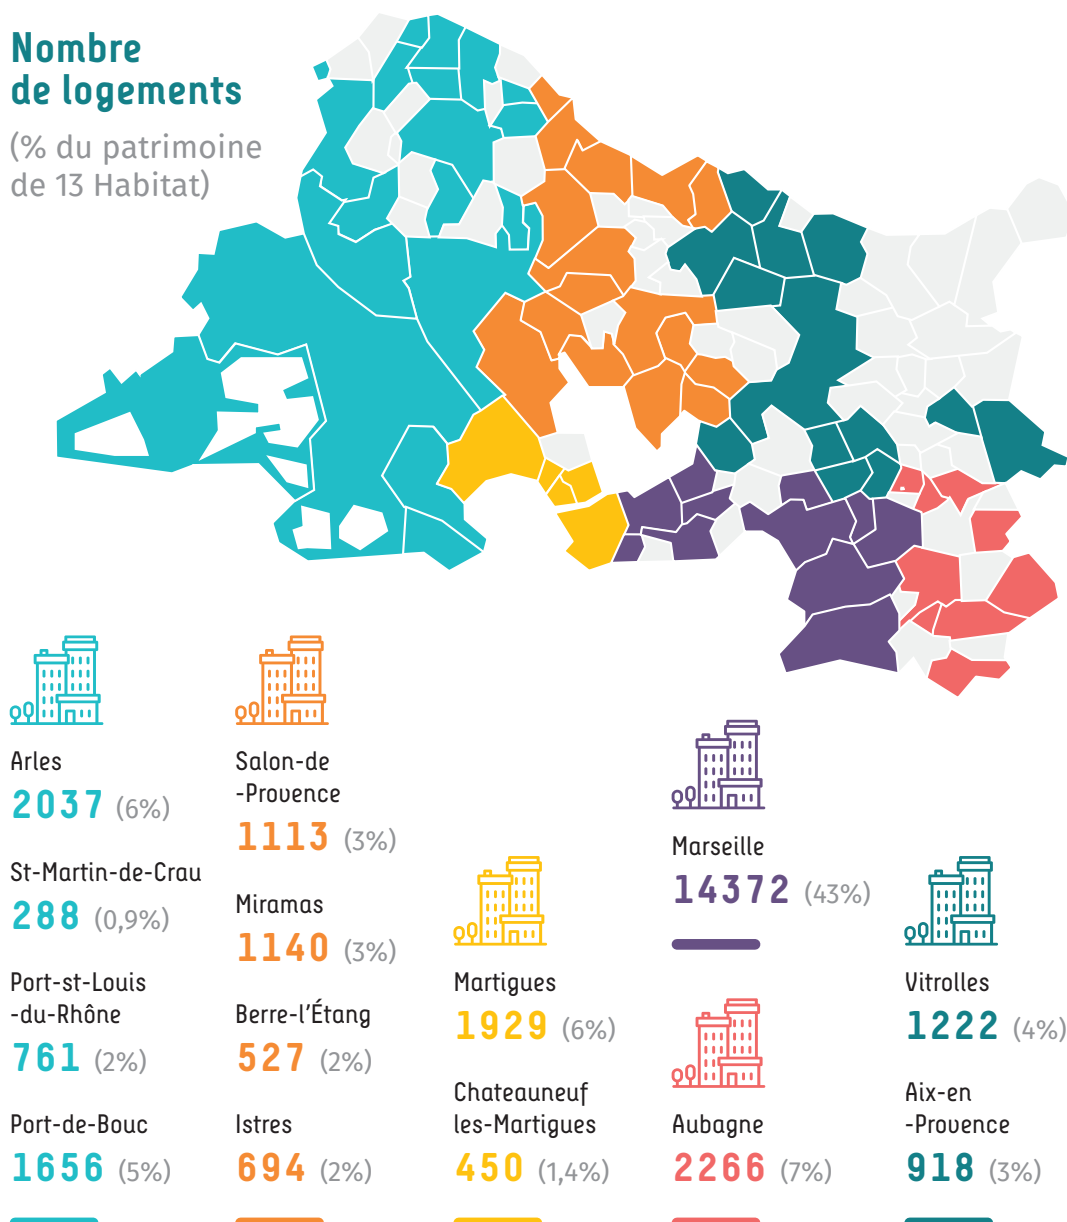 Nombre
de logements
(% du patrimoine
de 13 Habitat)
Arles
2037 (6%)
St-Martin-de-Crau
288 (0,9%)
Port-st-Louis
-du-Rhône
761 (2%)
Port-de-Bouc
1656 (5%)
Salon-de
-Provence
1113 (3%)
Miramas
1140 (3%)
Berre-l'Étang
527 (2%)
Istres
694 (2%)
Martigues
1929 (6%)
Chateauneuf
les-Martigues
450 (1,4%)
Marseille
14372 (43%)
Aubagne
2266 (7%)
Vitrolles
1222 (4%)
Aix-en
-Provence
918 (3%)